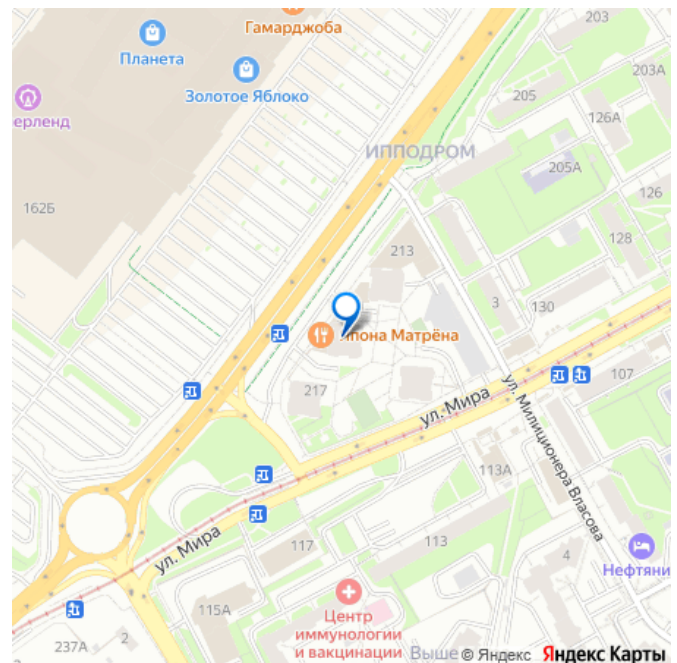 Гамарджоба
203
Планета
Золотое Яблоко
203А
205
ерленд
126А
ИППОДРОМ
205А
126
162Б
128
213
3
130
Япона Матрёна
107
217
ул. Мира
113А
ул. Милиционера Власова
ул. Мира
117
113
4
Нефтяни
115А
Центр
иммунологии
и вакцинации
237А
2
Выше
© Яндекс
Яндекс Карты